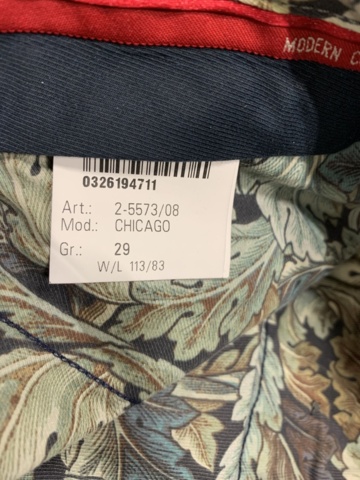 MODERN C
0326194711
Art.: 2-5573/08
Mod.: CHICAGO
Gr.: 29
W/L 113/83